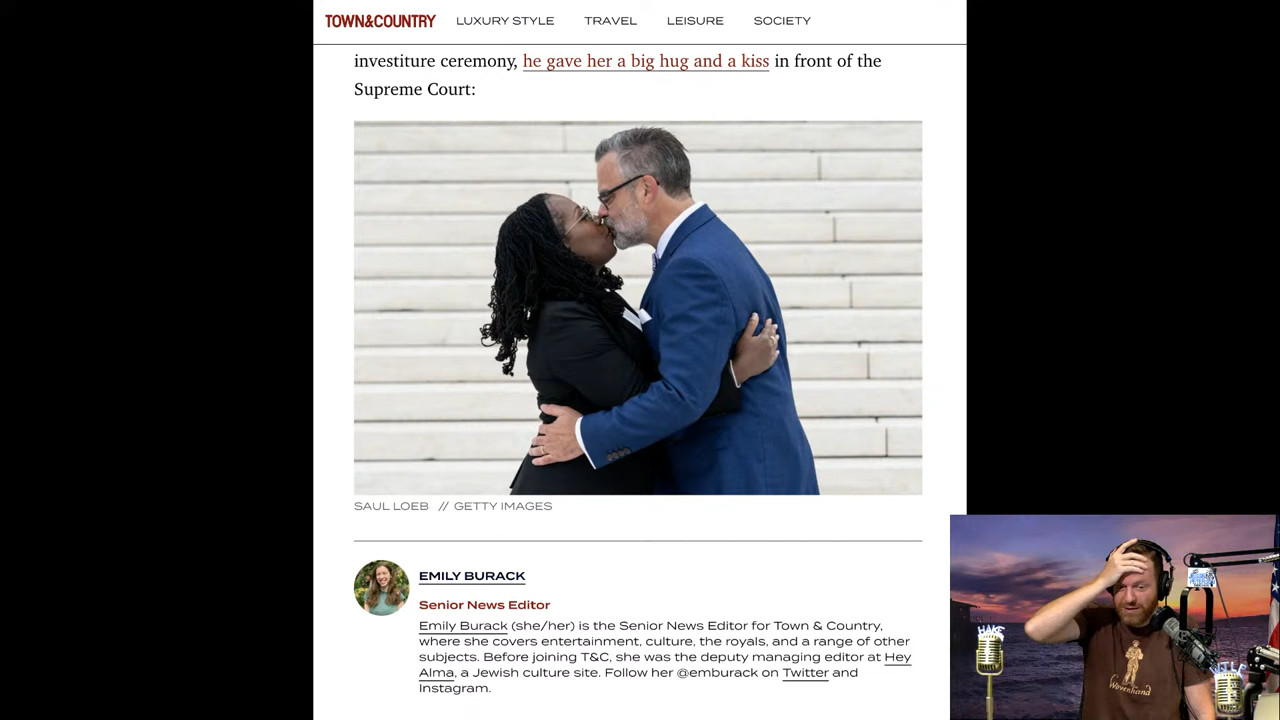 TOWN&COUNTRY LUXURY STYLE TRAVEL LEISURE SOCIETY
investiture ceremony, he gave her a big hug and a kiss in front of the
Supreme Court:
SAUL LOEB // GETTY IMAGES
EMILY BURACK
Senior News Editor
Emily Burack (she/her) is the Senior News Editor for Town & Country,
where she covers entertainment, culture, the royals, and a range of other
subjects. Before joining T&C, she was the deputy managing editor at Hey
Alma, a Jewish culture site. Follow her @emburack on Twitter and
Instagram.
HAKE
HELP
Wovenhand